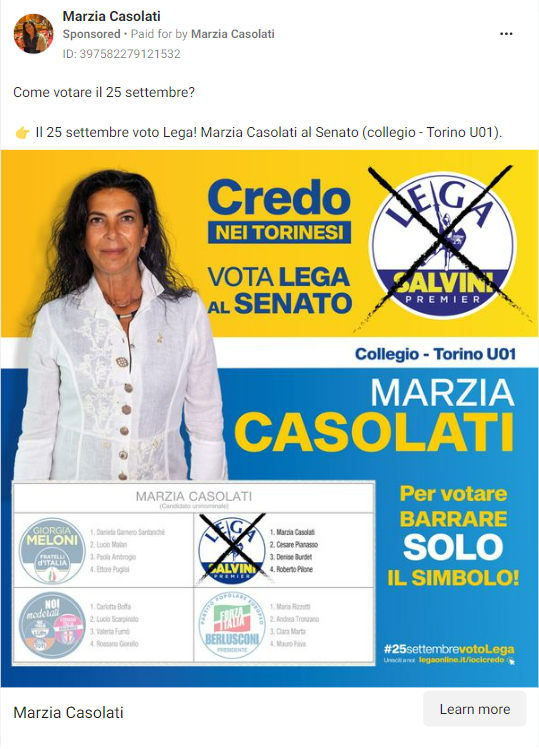 Marzia Casolati
Sponsored • Paid for by Marzia Casolati
ID: 397582279121532
Come votare il 25 settembre?
👉 Il 25 settembre voto Lega! Marzia Casolati al Senato (collegio - Torino U01).
Credo
NEI TORINESI
VOTA LEGA
AL SENATO
LEGA
SALVINI
PREMIER
Collegio - Torino U01
MARZIA
CASOLATI
MARZIA CASOLATI
(Candidato uninominale)
GIORGIA
MELONI
FRATELLI
d'ITALIA
1. Daniela Garnero Santanchè
2. Lucio Malan
3. Paola Ambrogio
4. Ettore Puglisi
LEGA
SALVINI
PREMIER
1. Marzia Casolati
2. Cesare Pianasso
3. Denise Burdet
4. Roberto Pilone
NOI
moderati
1. Carlotta Boffa
2. Lucio Scarpinato
3. Valeria Fumò
4. Rossano Giorello
PARTITO POPOLARE EUROPEO
FORZA
ITALIA
BERLUSCONI
PRESIDENTE
1. Maria Rizzotti
2. Andrea Tronzano
3. Clara Marta
4. Mauro Fava
Per votare
BARRARE
SOLO
IL SIMBOLO!
#25settembrevotoLega
Unisciti a noi legaonline.it/iocicredo
Marzia Casolati
Learn more